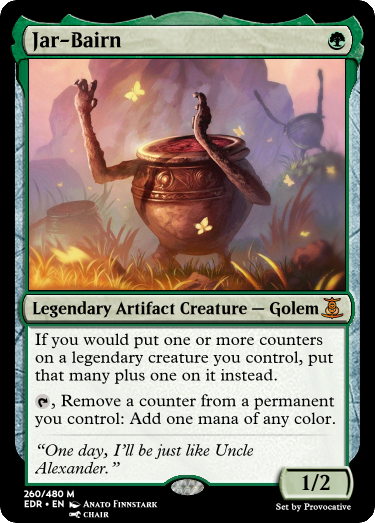 Jar-Bairn
Legendary Artifact Creature — Golem
If you would put one or more counters
on a legendary creature you control, put
that many plus one on it instead.
, Remove a counter from a permanent
you control: Add one mana of any color.
“One day, I’ll be just like Uncle
Alexander.”
1/2
260/480 M
EDR • EN Anato Finnstark
CHAIR
Set by Provocative